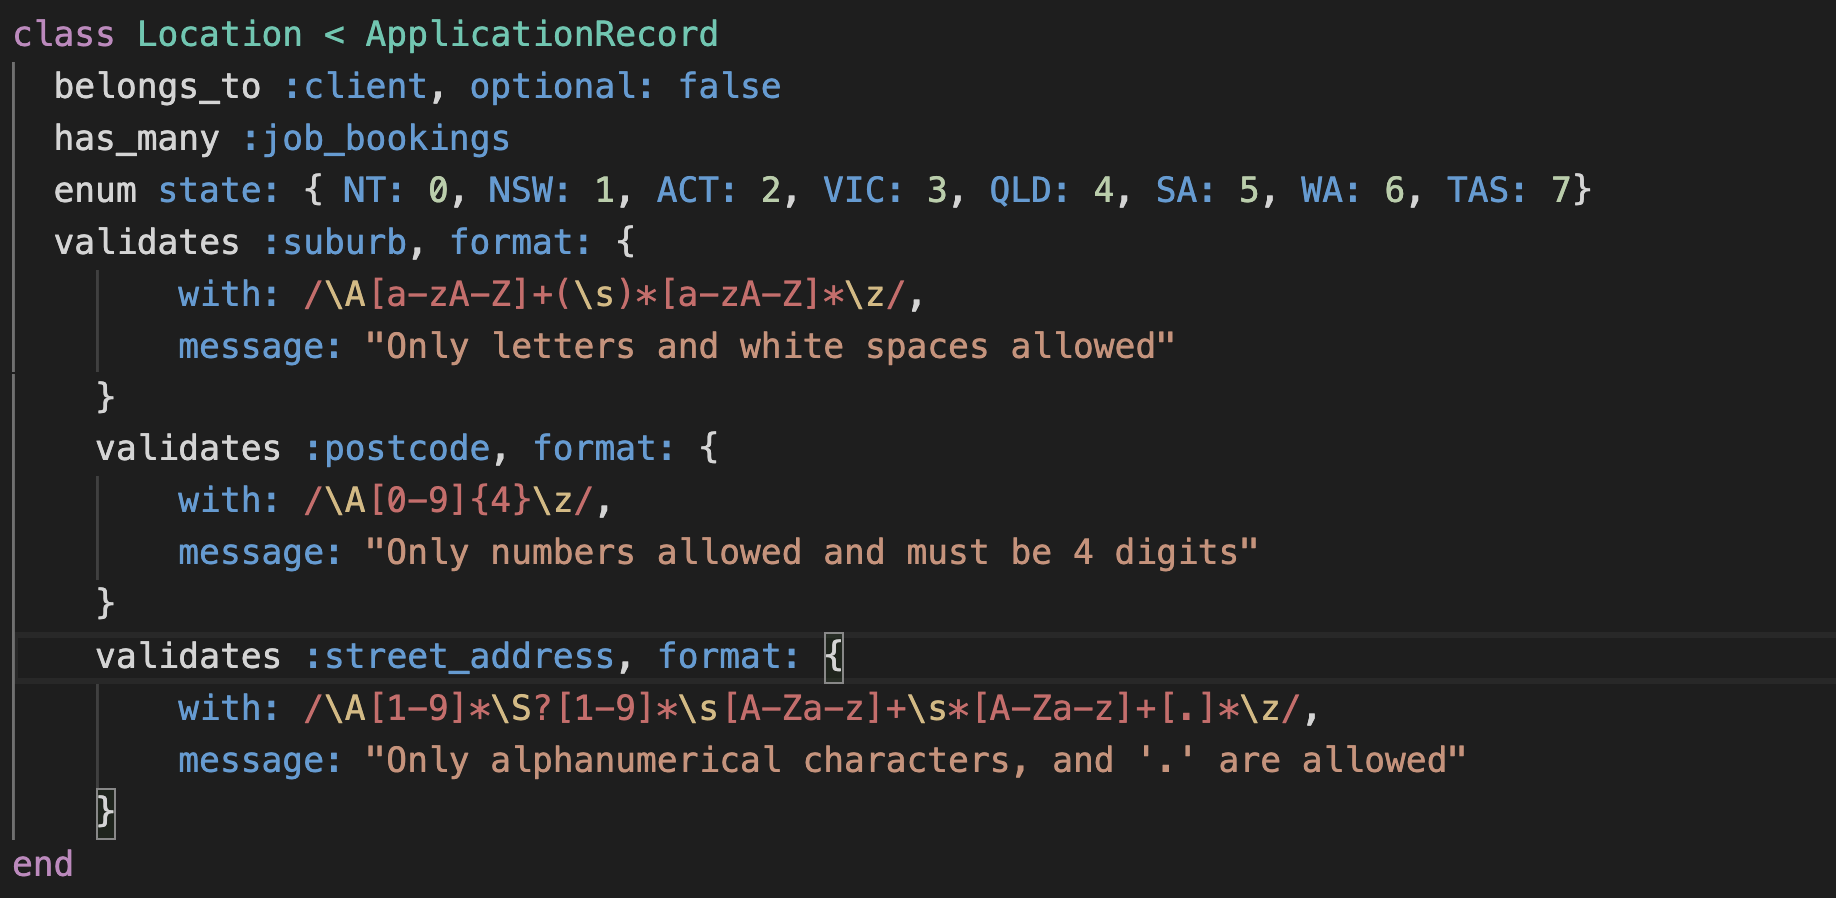 class Location < ApplicationRecord
  belongs_to :client, optional: false
  has_many :job_bookings
  enum state: { NT: 0, NSW: 1, ACT: 2, VIC: 3, QLD: 4, SA: 5, WA: 6, TAS: 7}
  validates :suburb, format: {
        with: /\A[a-zA-Z]+(\s)*[a-zA-Z]*\z/,
        message: "Only letters and white spaces allowed"
    }
    validates :postcode, format: {
        with: /\A[0-9]{4}\z/,
        message: "Only numbers allowed and must be 4 digits"
    }
    validates :street_address, format: {
        with: /\A[1-9]*\S?[1-9]*\s[A-Za-z]+\s*[A-Za-z]+[.]*\z/,
        message: "Only alphanumerical characters, and '.' are allowed"
    }
end